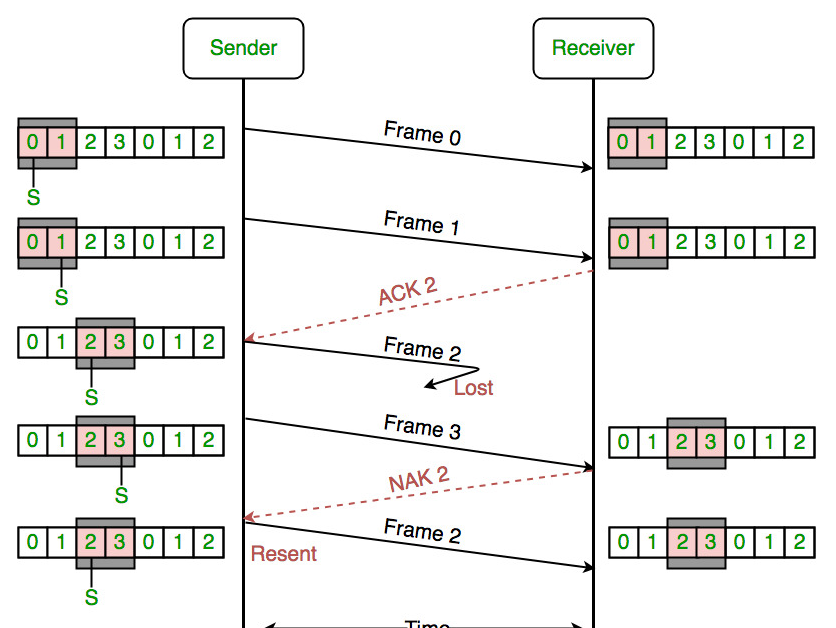 Sender
Receiver
0 1 2 3 0 1 2
S
Frame 0
0 1 2 3 0 1 2
0 1 2 3 0 1 2
S
Frame 1
0 1 2 3 0 1 2
ACK 2
0 1 2 3 0 1 2
S
Frame 2
Lost
0 1 2 3 0 1 2
S
Frame 3
0 1 2 3 0 1 2
NAK 2
0 1 2 3 0 1 2
S
Frame 2
Resent
0 1 2 3 0 1 2
Time